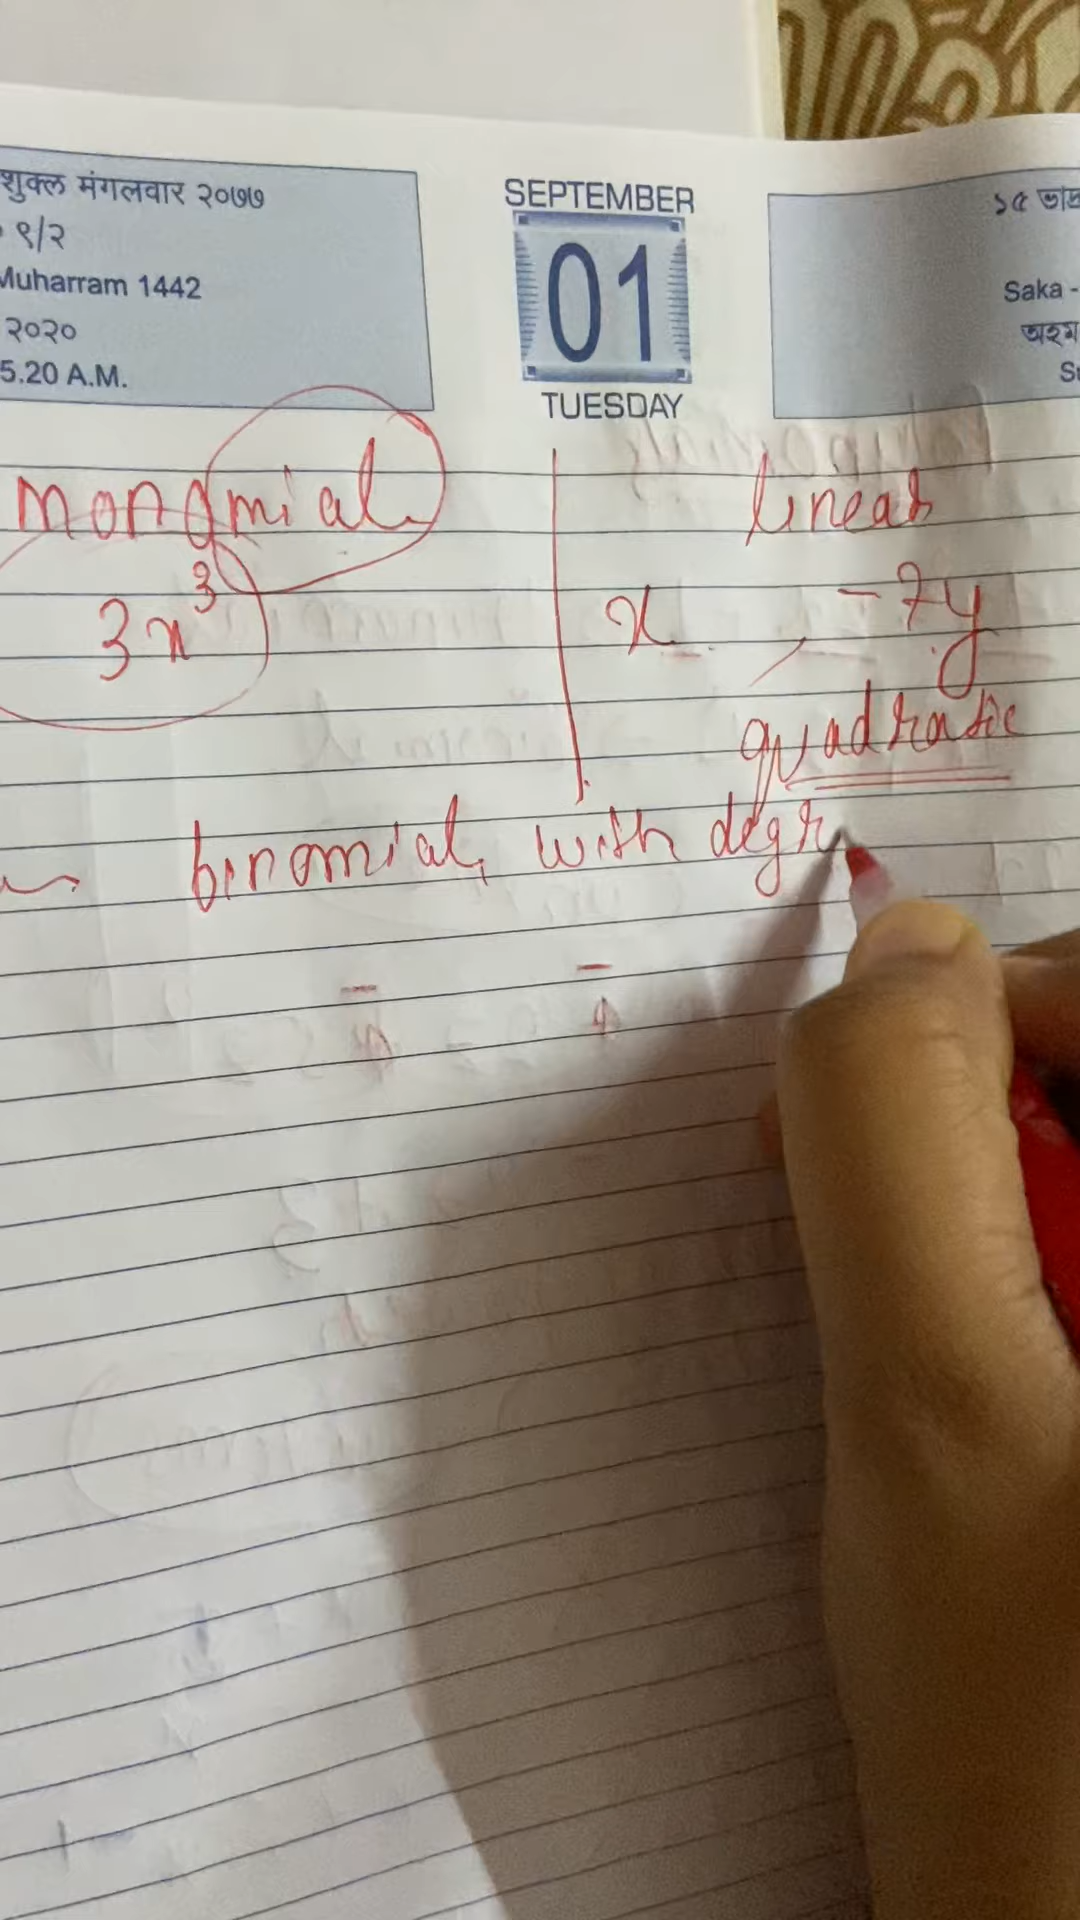 शुक्ल मंगलवार २०७७
९/२
Muharram 1442
२०२०
5.20 A.M.
SEPTEMBER
01
TUESDAY
১৫ ভাদ্র
Saka -
monomial
3x³
linear
x , -7y
quadratic
binomial, with degr